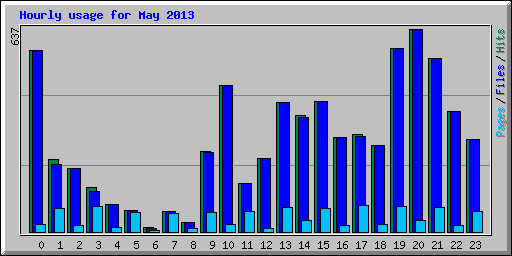 Hourly usage for May 2013
637
Pages/Files/Hits
0 1 2 3 4 5 6 7 8 9 10 11 12 13 14 15 16 17 18 19 20 21 22 23